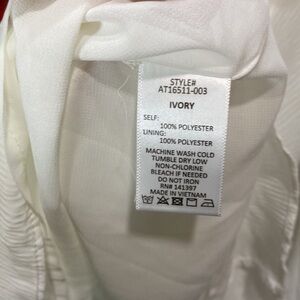 STYLE#
AT16511-003
IVORY
SELF:
100% POLYESTER
LINING:
100% POLYESTER
MACHINE WASH COLD
TUMBLE DRY LOW
NON-CHLORINE
BLEACH IF NEEDED
DO NOT IRON
RN# 141397
MADE IN VIETNAM